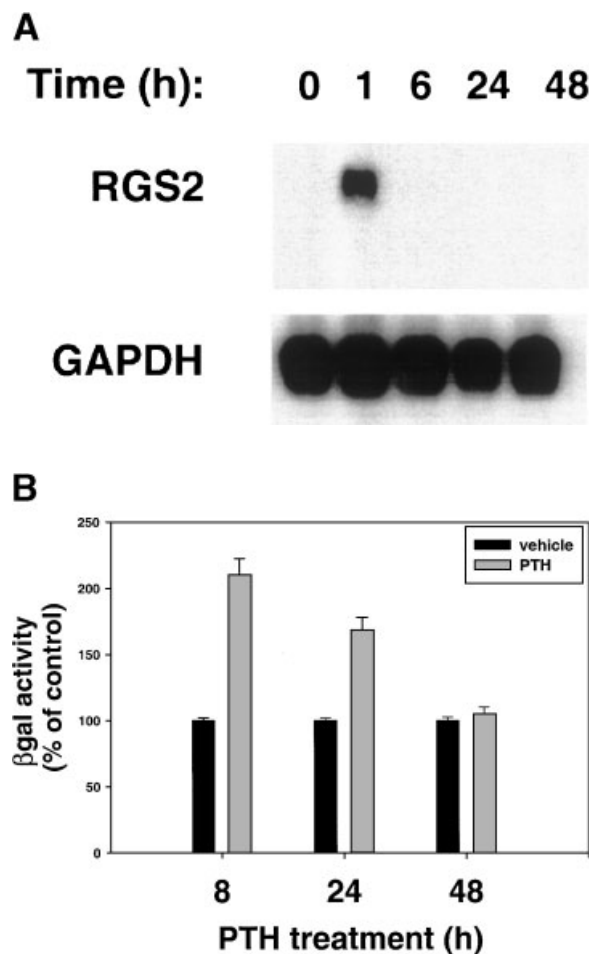 A
Time (h): 0 1 6 24 48
RGS2
GAPDH
B
250
200
150
100
50
0
βgal activity
(% of control)
vehicle
PTH
8 24 48
PTH treatment (h)